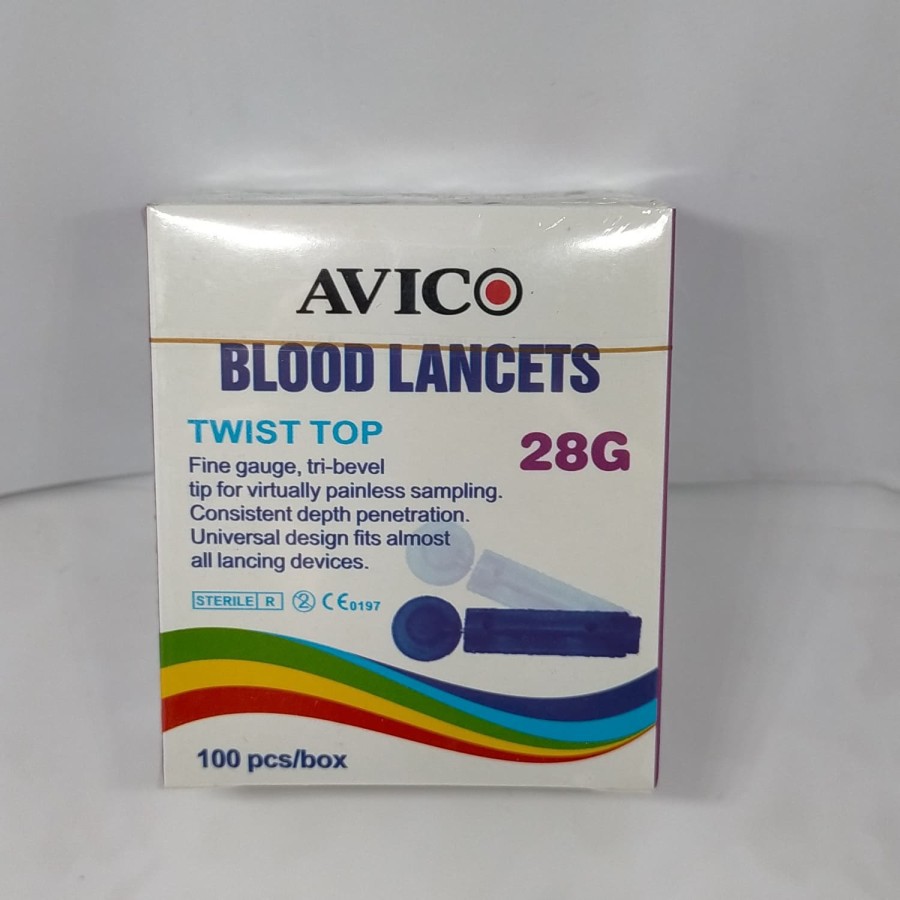 AVICO
BLOOD LANCETS
TWIST TOP
28G
Fine gauge, tri-bevel
tip for virtually painless sampling.
Consistent depth penetration.
Universal design fits almost
all lancing devices.
STERILE R 2 CE0197
100 pcs/box